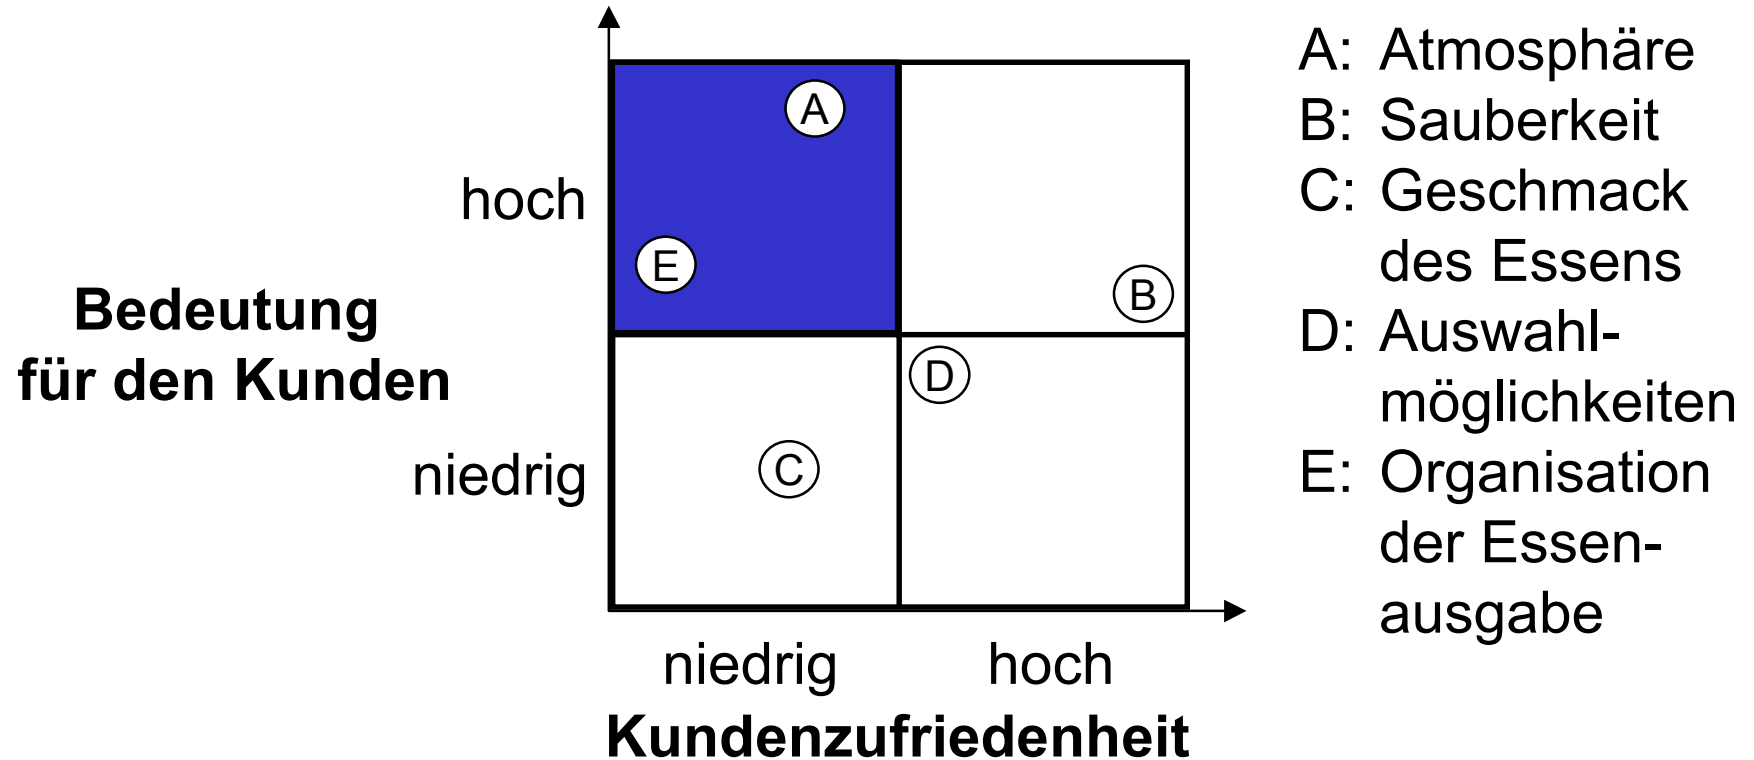 A: Atmosphäre
B: Sauberkeit
C: Geschmack
des Essens
D: Auswahl-
möglichkeiten
E: Organisation
der Essen-
ausgabe
Bedeutung
für den Kunden
hoch
niedrig
A
E
B
D
C
niedrig hoch
Kundenzufriedenheit